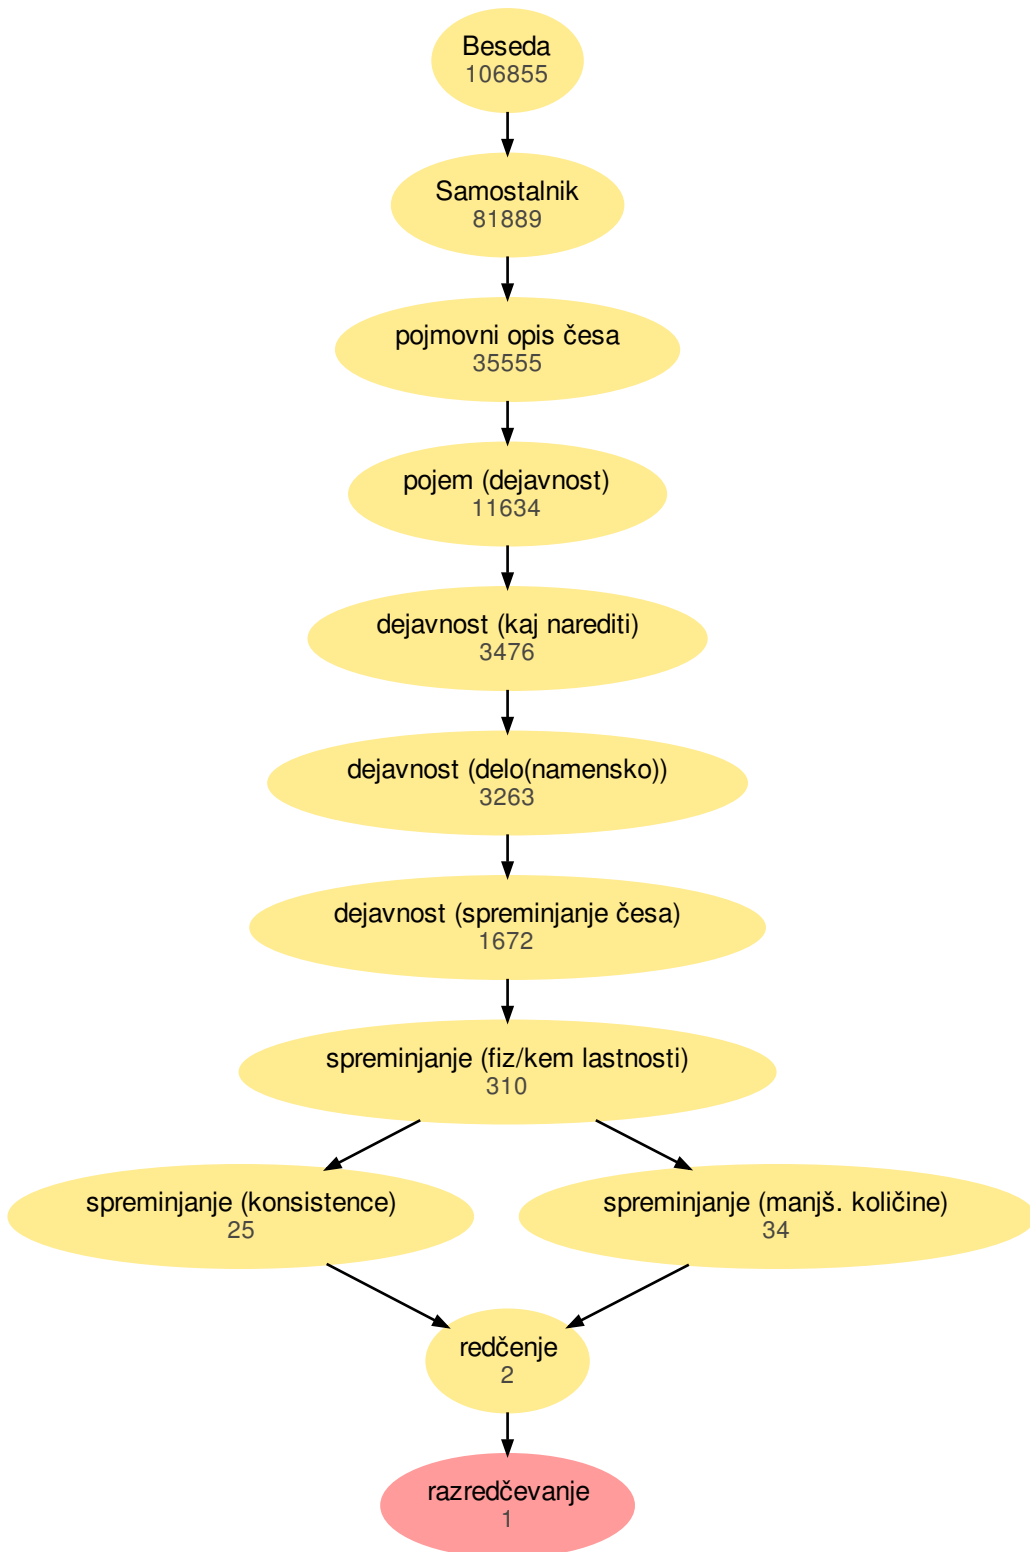 Beseda
106855
Samostalnik
81889
pojmovni opis česa
35555
pojem (dejavnost)
11634
dejavnost (kaj narediti)
3476
dejavnost (delo(namensko))
3263
dejavnost (spreminjanje česa)
1672
spreminjanje (fiz/kem lastnosti)
310
spreminjanje (konsistence)
25
spreminjanje (manjš. količine)
34
redčenje
2
razredčevanje
1